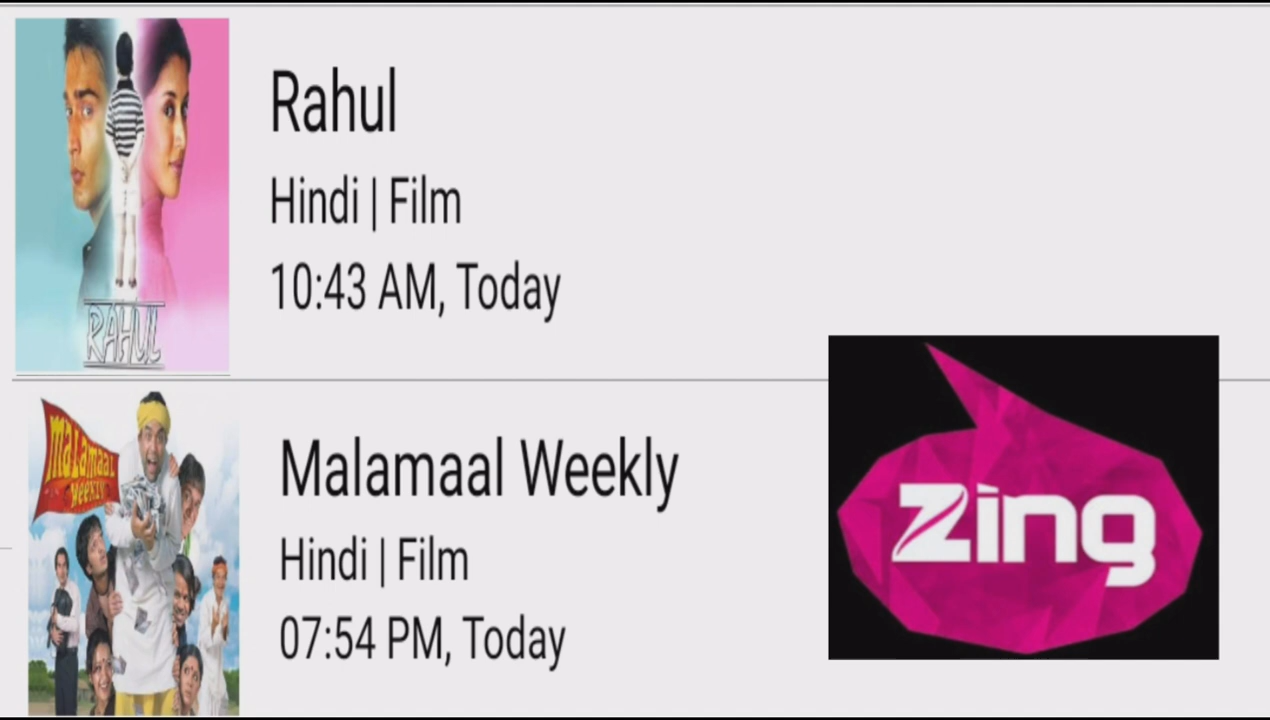 RAHUL
Rahul
Hindi | Film
10:43 AM, Today
Malamaal
Weekly
Malamaal Weekly
Hindi | Film
07:54 PM, Today
Zing